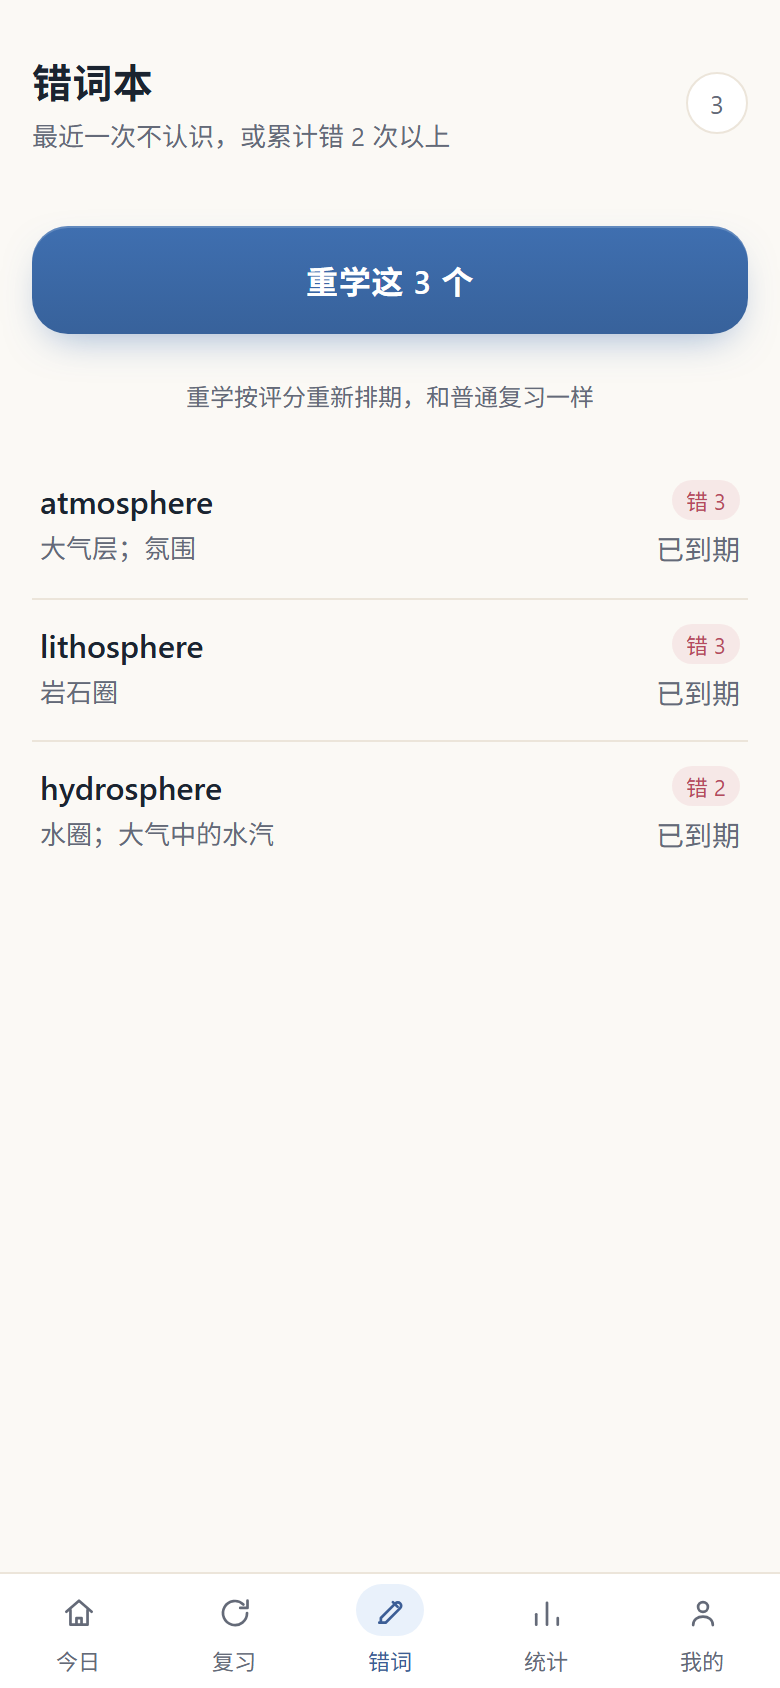 错词本
3
最近一次不认识，或累计错 2 次以上
重学这 3 个
重学按评分重新排期，和普通复习一样
atmosphere
错 3
大气层；氛围
已到期
lithosphere
错 3
岩石圈
已到期
hydrosphere
错 2
水圈；大气中的水汽
已到期
今日
复习
错词
统计
我的